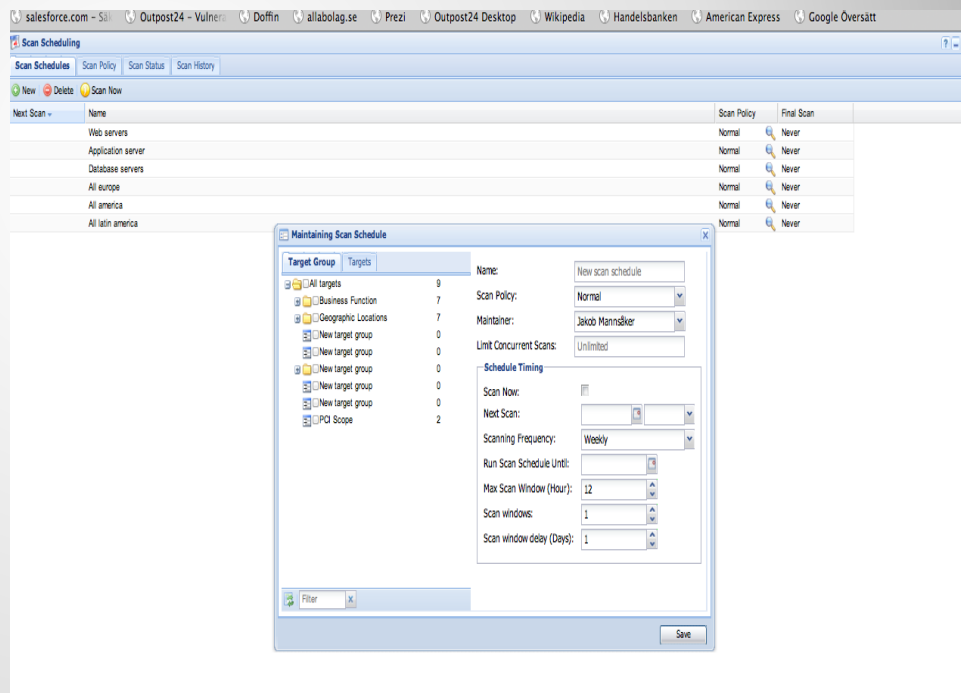 salesforce.com – Säl Outpost24 – Vulnera Doffin allabolag.se Prezi Outpost24 Desktop Wikipedia Handelsbanken American Express Google Översätt
Scan Scheduling ?
Scan Schedules Scan Policy Scan Status Scan History
New Delete Scan Now
Next Scan Name Scan Policy Final Scan
Web servers Normal Never
Application server Normal Never
Database servers Normal Never
All europe Normal Never
All america Normal Never
All latin america Normal Never
Maintaining Scan Schedule x
Target Group Targets
All targets 9
Business Function 7
Geographic Locations 7
New target group 0
New target group 0
New target group 0
New target group 0
New target group 0
PCI Scope 2
Filter x
Name: New scan schedule
Scan Policy: Normal
Maintainer: Jakob Mannsåker
Limit Concurrent Scans: Unlimited
Schedule Timing
Scan Now:
Next Scan:
Scanning Frequency: Weekly
Run Scan Schedule Until:
Max Scan Window (Hour): 12
Scan windows: 1
Scan window delay (Days): 1
Save